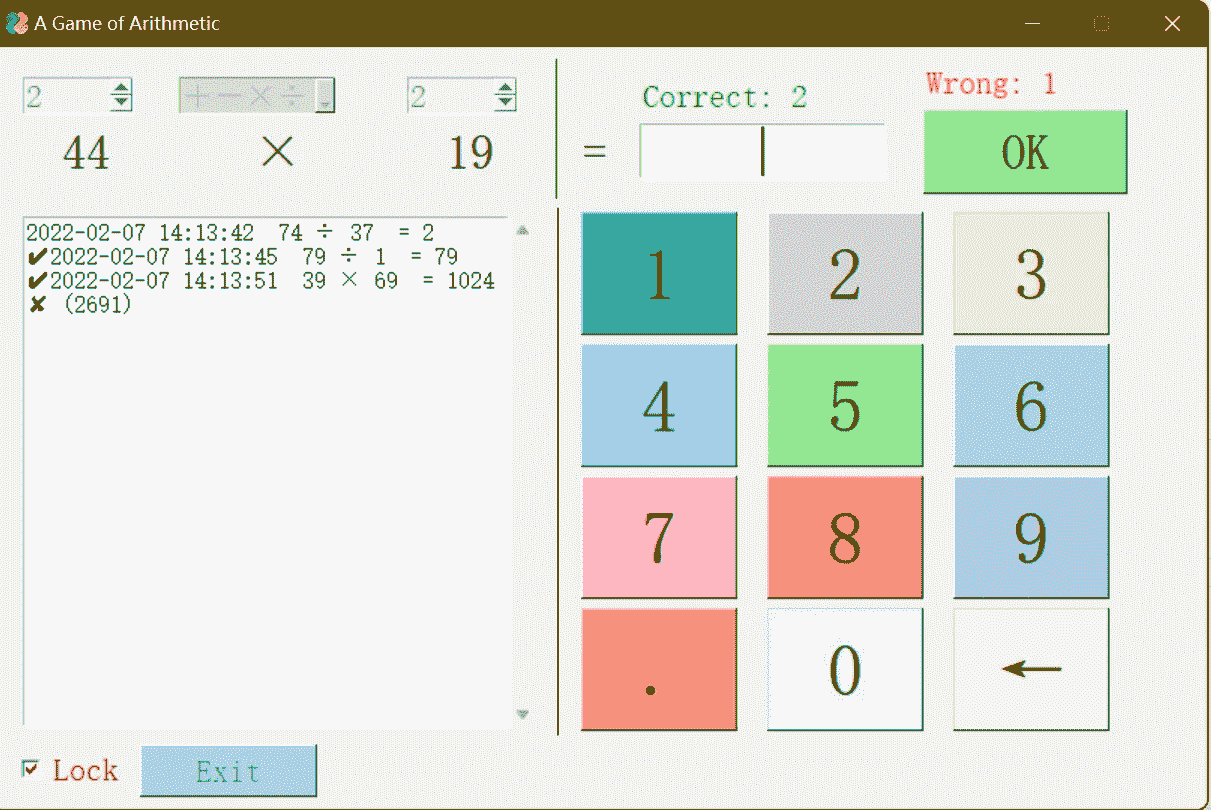 A Game of Arithmetic
2 +-×÷ 2
Correct: 2
Wrong: 1
44 × 19 =
OK
2022-02-07 14:13:42 74 ÷ 37 = 2
✔2022-02-07 14:13:45 79 ÷ 1 = 79
✔2022-02-07 14:13:51 39 × 69 = 1024
✘ (2691)
1 2 3
4 5 6
7 8 9
. 0 ←
Lock Exit